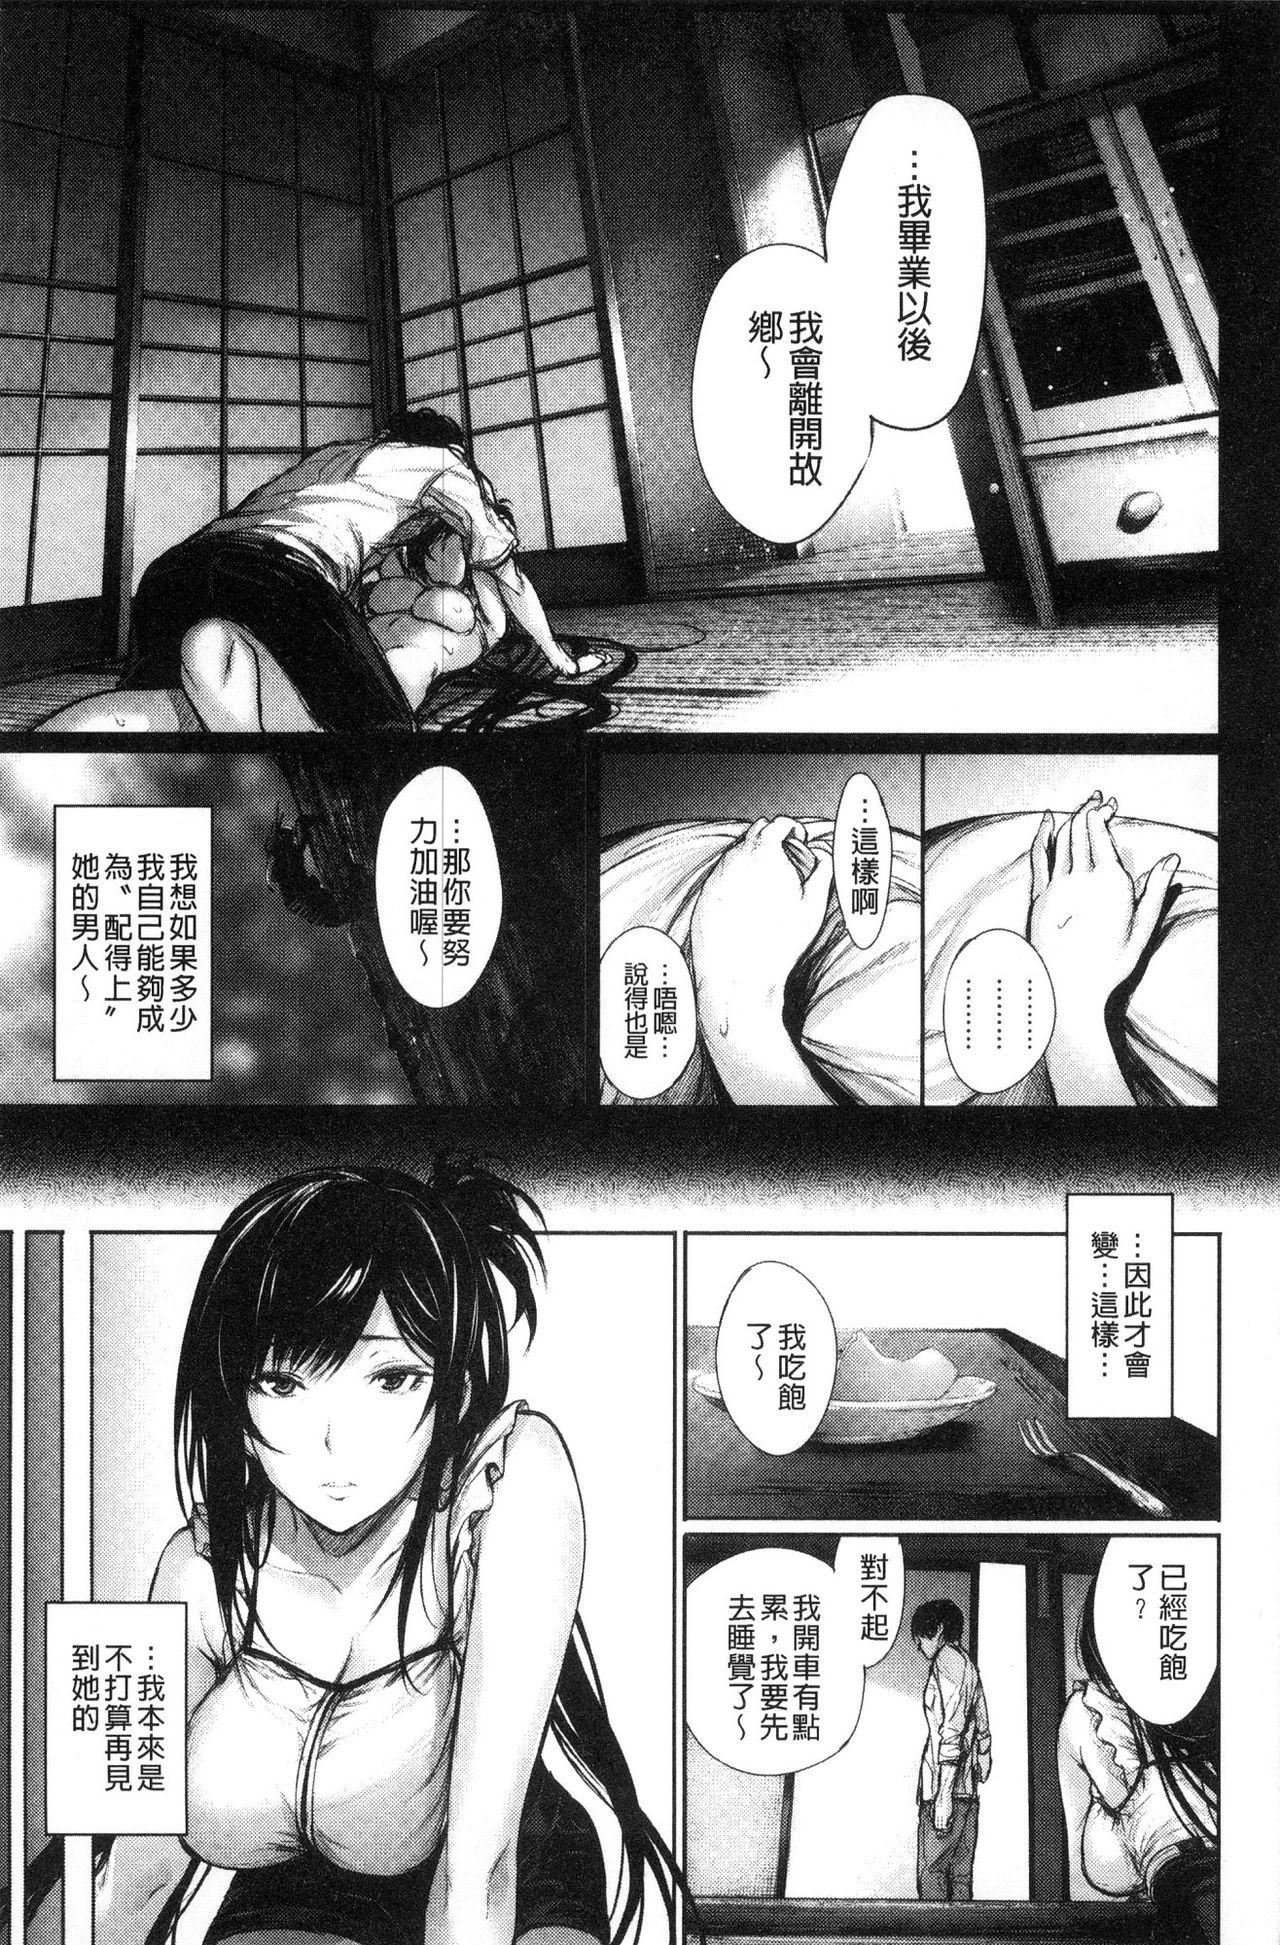 …我畢業以後
我會離開故
鄉～
………
………
………
…這樣啊
…唔嗯…
說得也是
…那你要努
力加油喔～
我想如果多少
我自己能夠成
為〝配得上〞
她的男人～
…因此才會
變…這樣…
我吃飽
了～
已經吃飽
了？
對不起
我開車有點
累，我要先
去睡覺了～
…我本來是
不打算再見
到她的